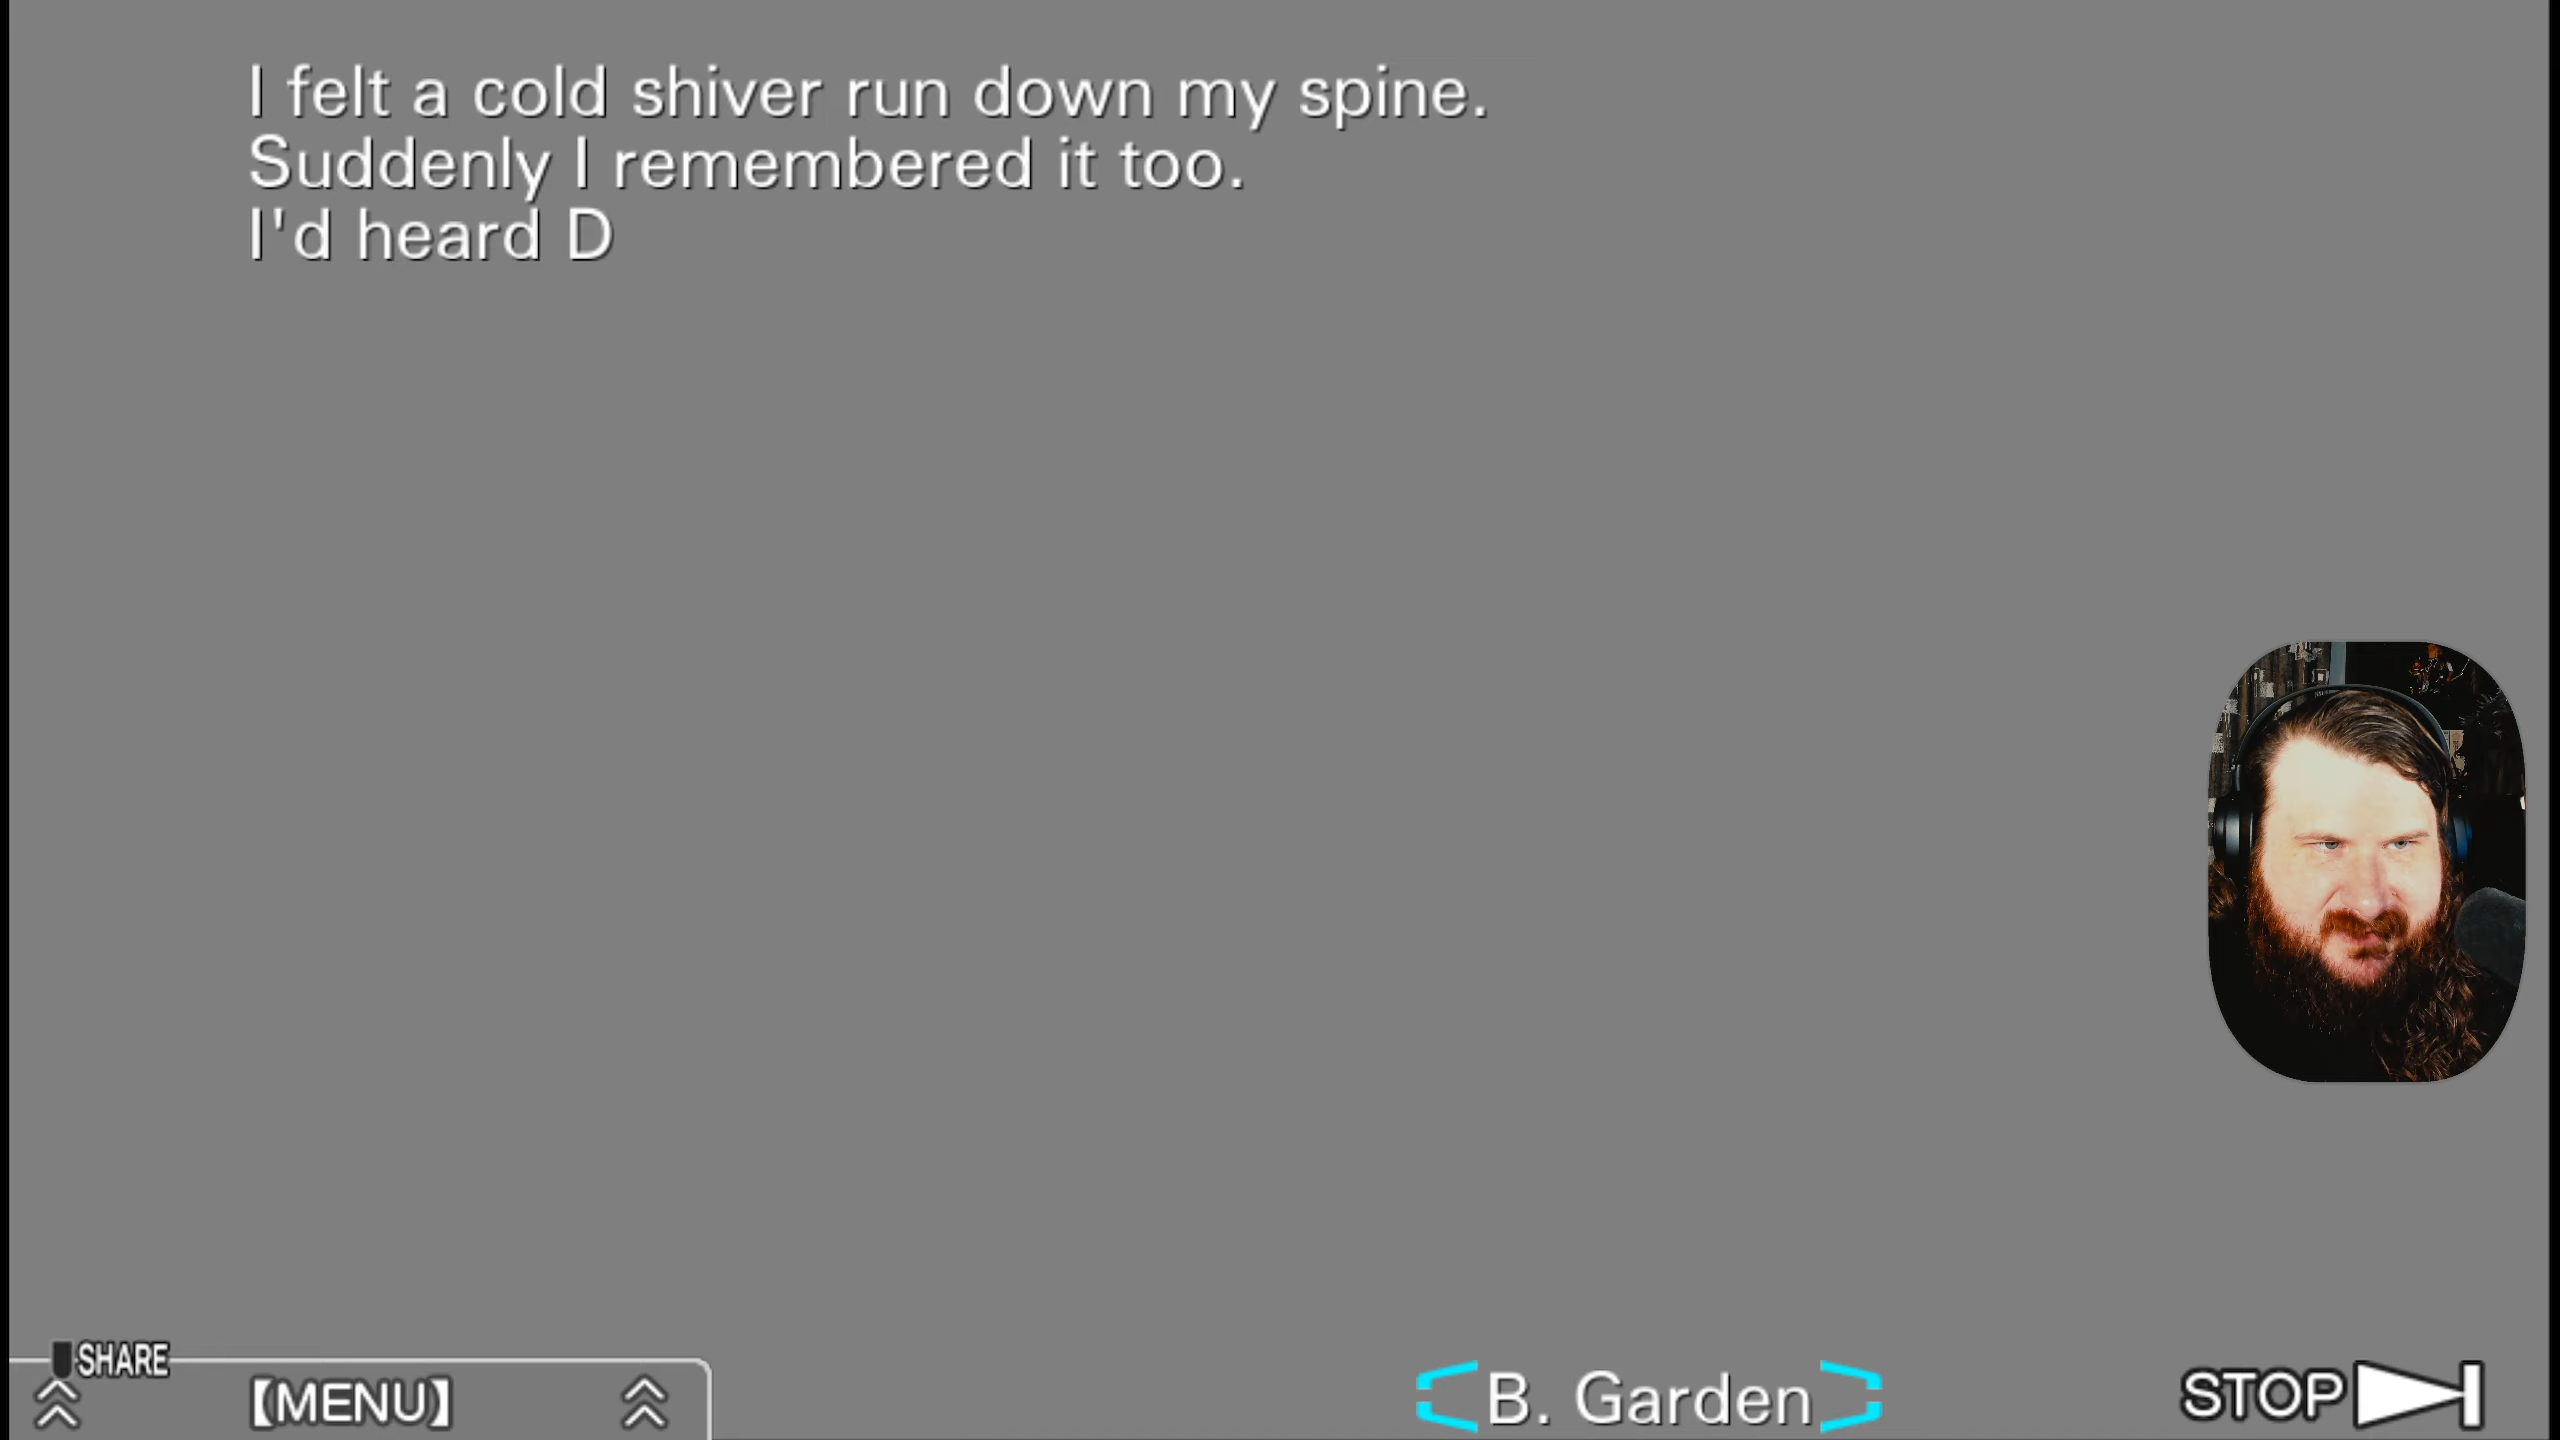 I felt a cold shiver run down my spine.
Suddenly I remembered it too.
I'd heard D
SHARE
【MENU】
B. Garden
STOP